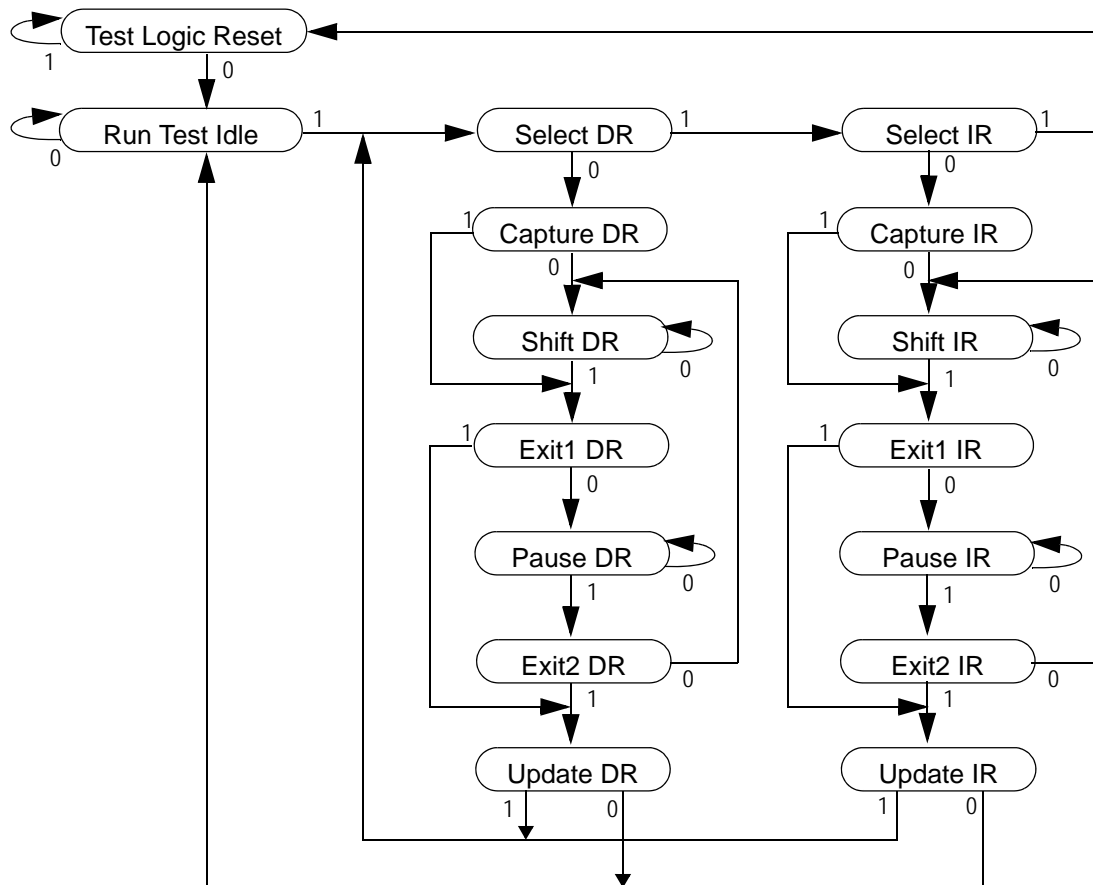 Test Logic Reset
1
0
Run Test Idle
1
Select DR
1
Select IR
1
0
0
0
1
Capture DR
1
Capture IR
0
0
Shift DR
0
Shift IR
0
1
1
1
Exit1 DR
1
Exit1 IR
0
0
Pause DR
0
Pause IR
0
1
1
Exit2 DR
0
Exit2 IR
0
1
1
Update DR
Update IR
1
0
1
0